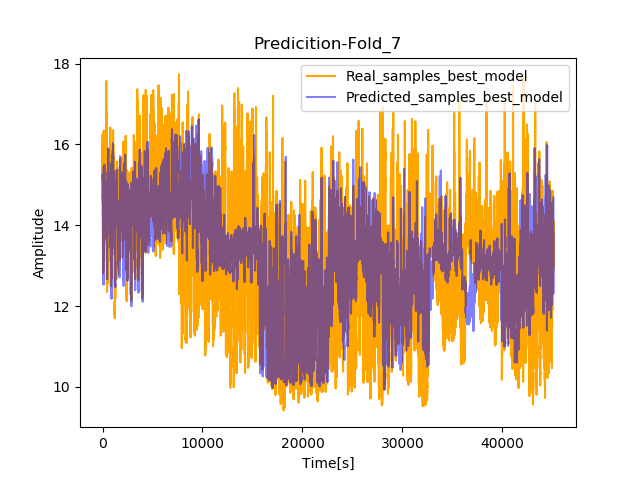 Predicition-Fold_7
Real_samples_best_model
Predicted_samples_best_model
Amplitude
18
16
14
12
10
0
10000
20000
30000
40000
Time[s]